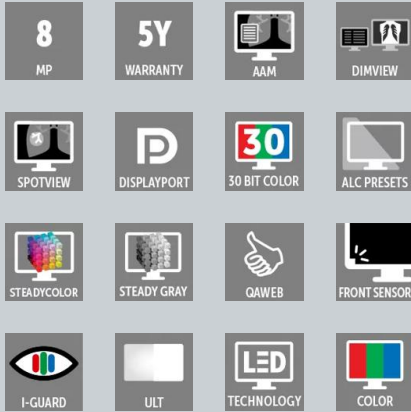 8
MP
5Y
WARRANTY
AAM
DIMVIEW
SPOTVIEW
DISPLAYPORT
30
30 BIT COLOR
ALC PRESETS
STEADYCOLOR
STEADY GRAY
QAWEB
FRONT SENSOR
I-GUARD
ULT
LED
TECHNOLOGY
COLOR